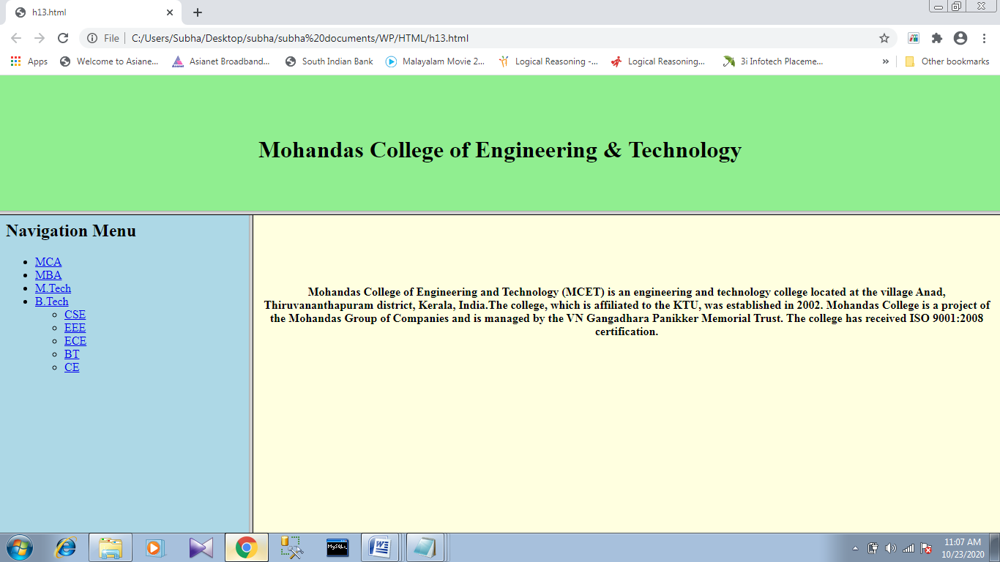 h13.html
File
C:/Users/Subha/Desktop/subha/subha%20documents/WP/HTML/h13.html
Apps
Welcome to Asiane...
Asianet Broadband...
South Indian Bank
Malayalam Movie 2...
Logical Reasoning -...
Logical Reasoning...
3i Infotech Placeme...
»
Other bookmarks
Mohandas College of Engineering & Technology
Navigation Menu
MCA
MBA
M.Tech
B.Tech
CSE
EEE
ECE
BT
CE
Mohandas College of Engineering and Technology (MCET) is an engineering and technology college located at the village Anad,
Thiruvananthapuram district, Kerala, India.The college, which is affiliated to the KTU, was established in 2002. Mohandas College is a project of
the Mohandas Group of Companies and is managed by the VN Gangadhara Panikker Memorial Trust. The college has received ISO 9001:2008
certification.
MySQL
11:07 AM
10/23/2020